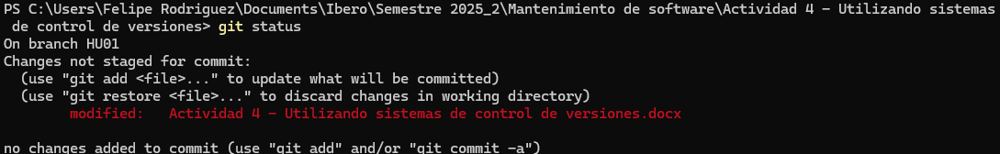 PS C:\Users\Felipe Rodriguez\Documents\Ibero\Semestre 2025_2\Mantenimiento de software\Actividad 4 - Utilizando sistemas
 de control de versiones> git status
On branch HU01
Changes not staged for commit:
  (use "git add <file>..." to update what will be committed)
  (use "git restore <file>..." to discard changes in working directory)
        modified:   Actividad 4 - Utilizando sistemas de control de versiones.docx

no changes added to commit (use "git add" and/or "git commit -a")